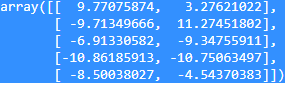 array([[  9.77075874,   3.27621022],
       [ -9.71349666,  11.27451802],
       [ -6.91330582,  -9.34755911],
       [-10.86185913, -10.75063497],
       [ -8.50038027,  -4.54370383]])